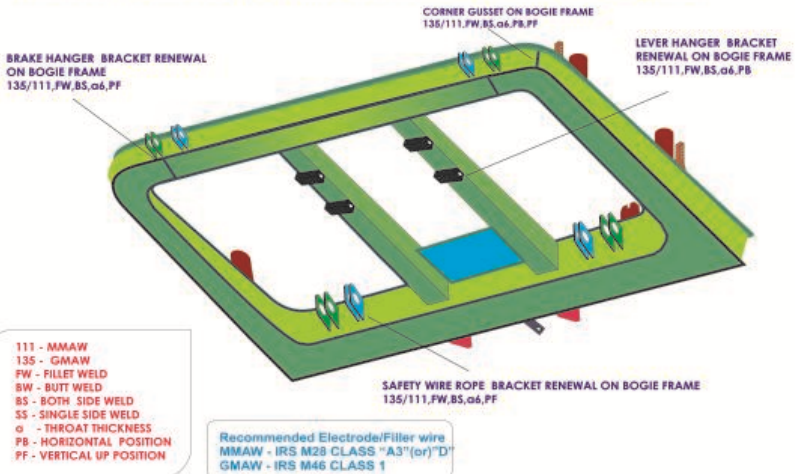 CORNER GUSSET ON BOGIE FRAME
135/111,FW,BS,a6,PB,PF
BRAKE HANGER BRACKET RENEWAL
ON BOGIE FRAME
135/111,FW,BS,a6,PF
LEVER HANGER BRACKET
RENEWAL ON BOGIE FRAME
135/111,FW,BS,a6,PB
SAFETY WIRE ROPE BRACKET RENEWAL ON BOGIE FRAME
135/111,FW,BS,a6,PF
111 - MMAW
135 - GMAW
FW - FILLET WELD
BW - BUTT WELD
BS - BOTH SIDE WELD
SS - SINGLE SIDE WELD
a - THROAT THICKNESS
PB - HORIZONTAL POSITION
PF - VERTICAL UP POSITION
Recommended Electrode/Filler wire
MMAW - IRS M28 CLASS "A3"(or)"D"
GMAW - IRS M46 CLASS 1